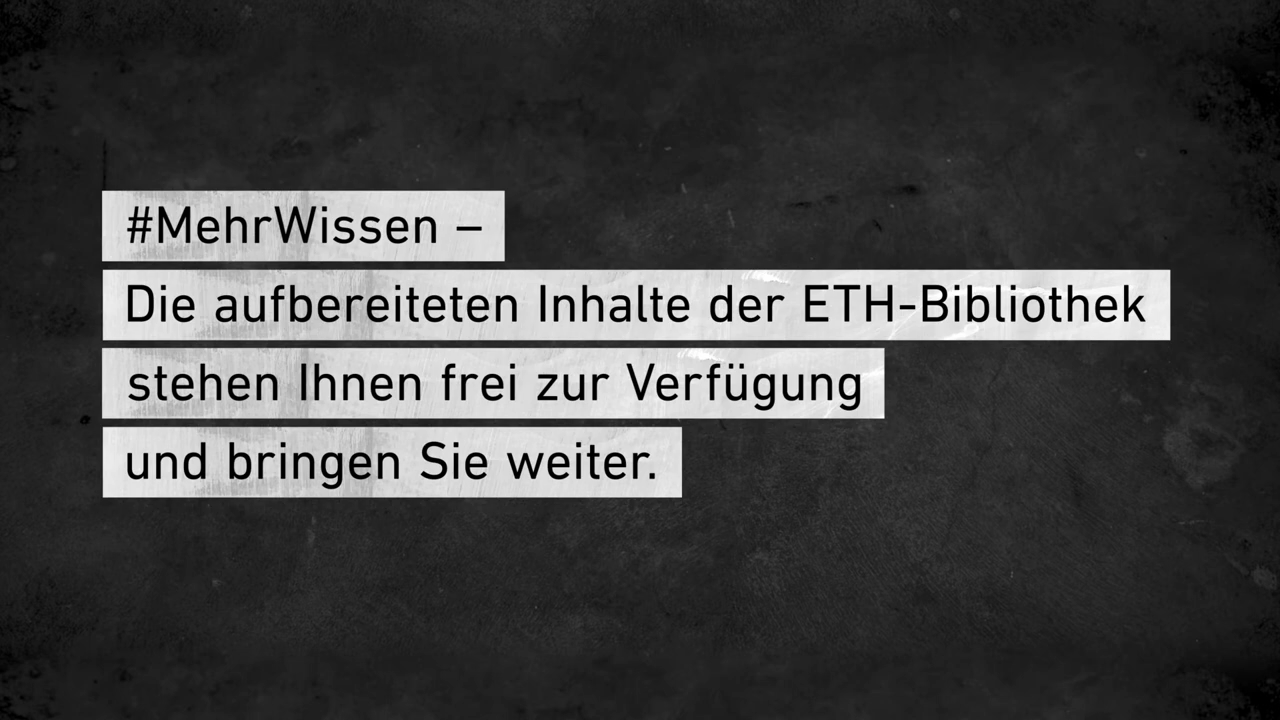 #MehrWissen –
Die aufbereiteten Inhalte der ETH-Bibliothek
stehen Ihnen frei zur Verfügung
und bringen Sie weiter.